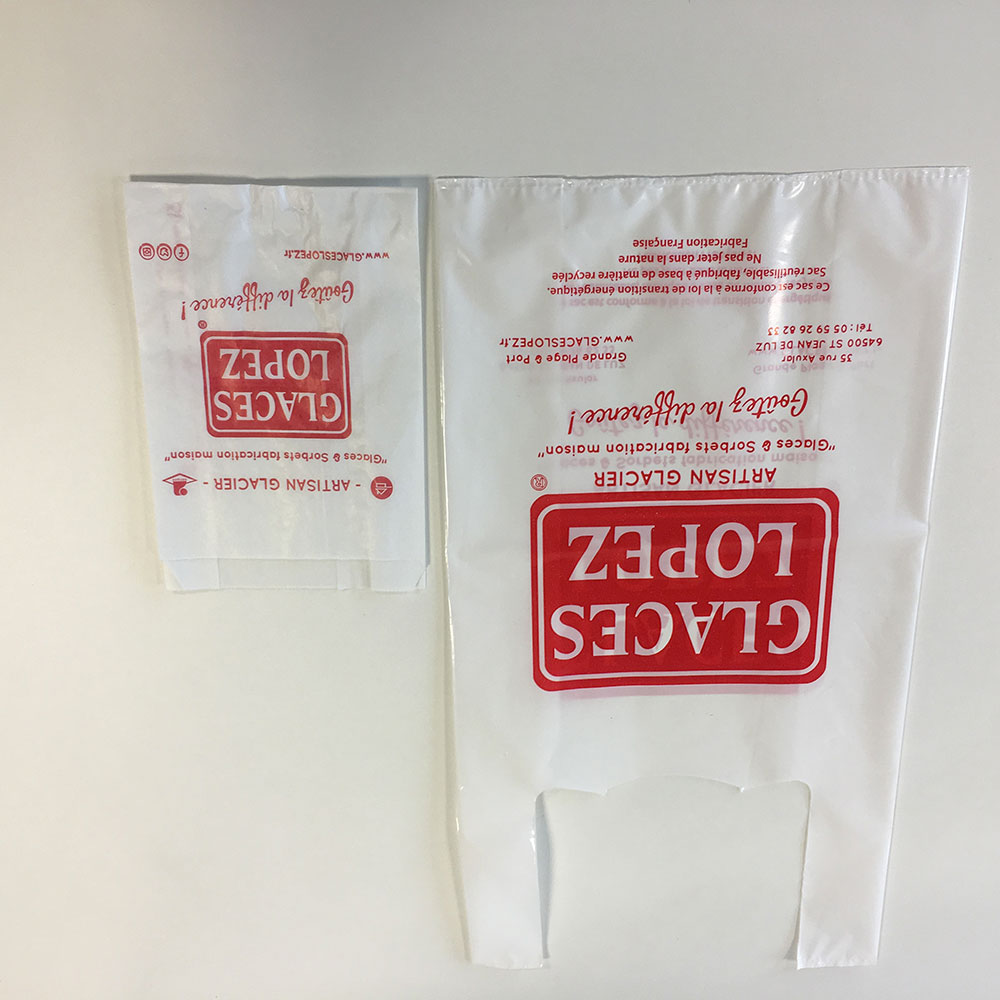 - ARTISAN GLACIER -
"Glaces & Sorbets fabrication maison"
GLACES
LOPEZ
®
Goûtez la différence !
www.GLACESLOPEZ.fr
GLACES
LOPEZ
ARTISAN GLACIER
"Glaces & Sorbets fabrication maison"
Goûtez la différence !
35 rue Axular
64500 ST JEAN DE LUZ
Tél : 05 59 26 82 33
Grande Plage & Port
www.GLACESLOPEZ.fr
Ce sac est conforme à la loi de transition énergétique.
Sac réutilisable, fabriqué à base de matière recyclée
Ne pas jeter dans la nature
Fabrication Française